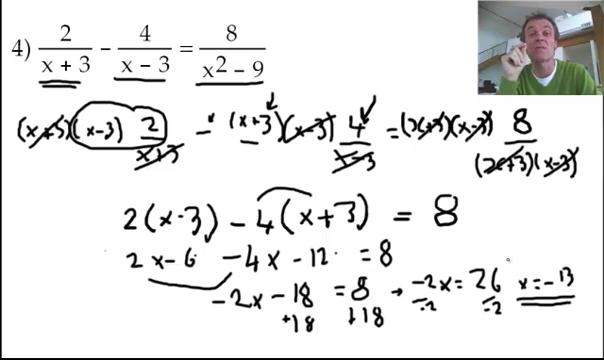 4) 2/(x + 3) − 4/(x − 3) = 8/(x² − 9)
(x+3)(x-3) 2/(x+3) - (x+3)(x-3) 4/(x-3) = (x+3)(x-3) 8/((x+3)(x-3))
2(x-3) - 4(x+3) = 8
2x-6 -4x-12 = 8
-2x-18 = 8 → -2x = 26 x = -13
+18 +18 ÷-2 ÷-2